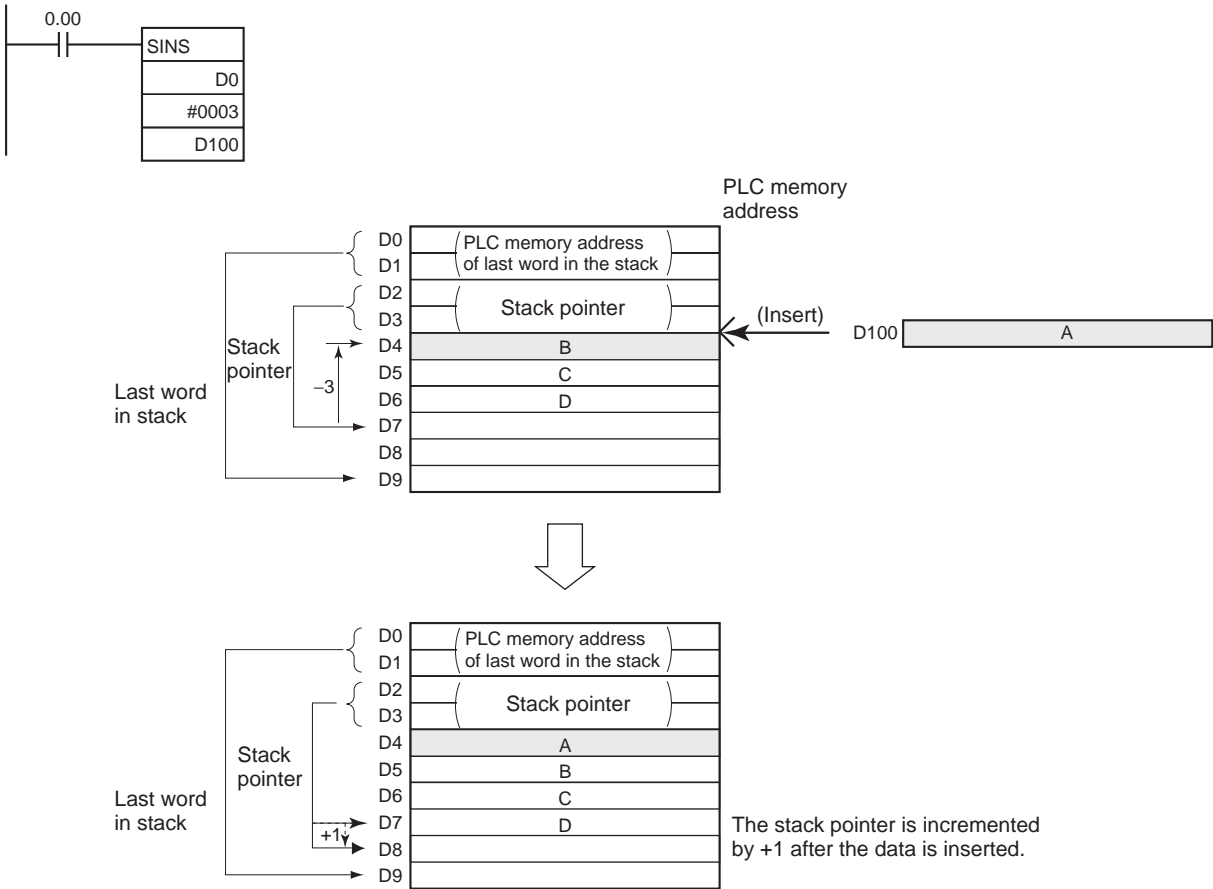 0.00
SINS
D0
#0003
D100
PLC memory
address
D0
D1
D2
D3
D4
D5
D6
D7
D8
D9
PLC memory address
of last word in the stack
Stack pointer
B
C
D
(Insert)
D100
A
Stack
pointer
−3
Last word
in stack
D0
D1
D2
D3
D4
D5
D6
D7
D8
D9
PLC memory address
of last word in the stack
Stack pointer
A
B
C
D
Stack
pointer
+1
Last word
in stack
The stack pointer is incremented
by +1 after the data is inserted.